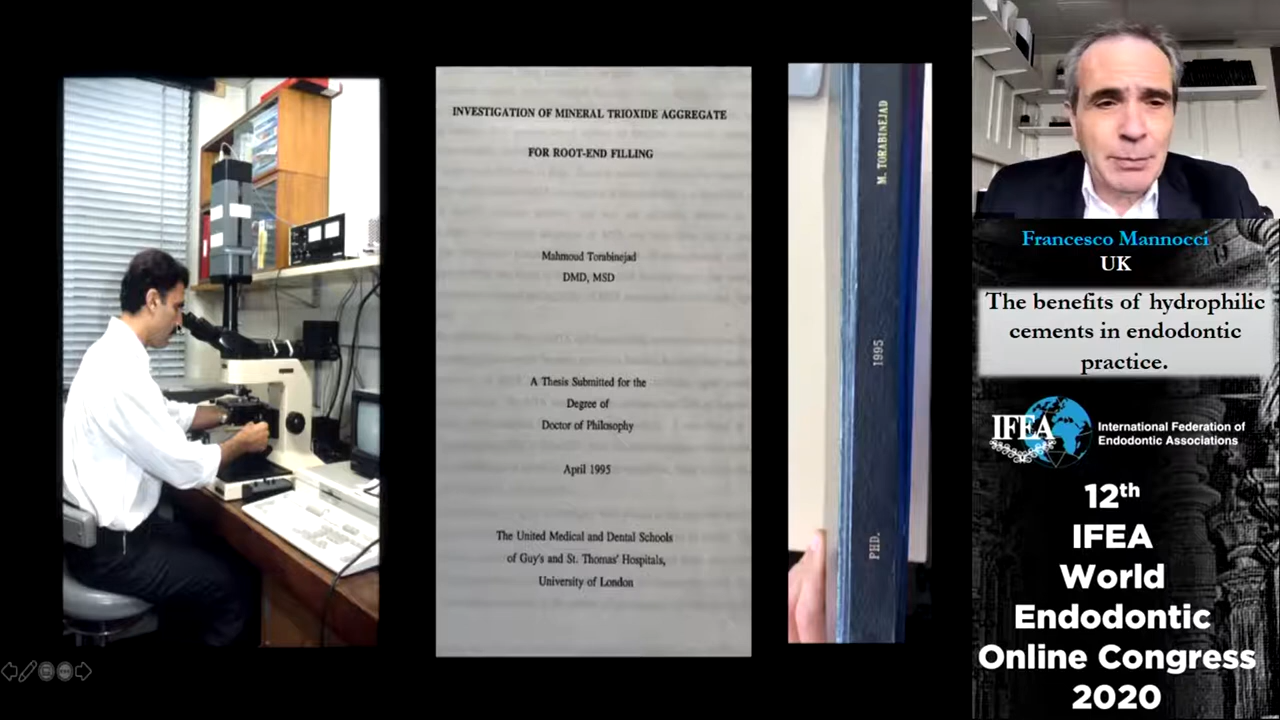 INVESTIGATION OF MINERAL TRIOXIDE AGGREGATE
FOR ROOT-END FILLING
Mahmoud Torabinejad
DMD, MSD
A Thesis Submitted for the
Degree of
Doctor of Philosophy
April 1995
The United Medical and Dental Schools
of Guy's and St. Thomas' Hospitals,
University of London
M. TORABINEJAD
1995
PHD.
Francesco Mannocci
UK
The benefits of hydrophilic
cements in endodontic
practice.
IFEA
International Federation of
Endodontic Associations
12th
IFEA
World
Endodontic
Online Congress
2020